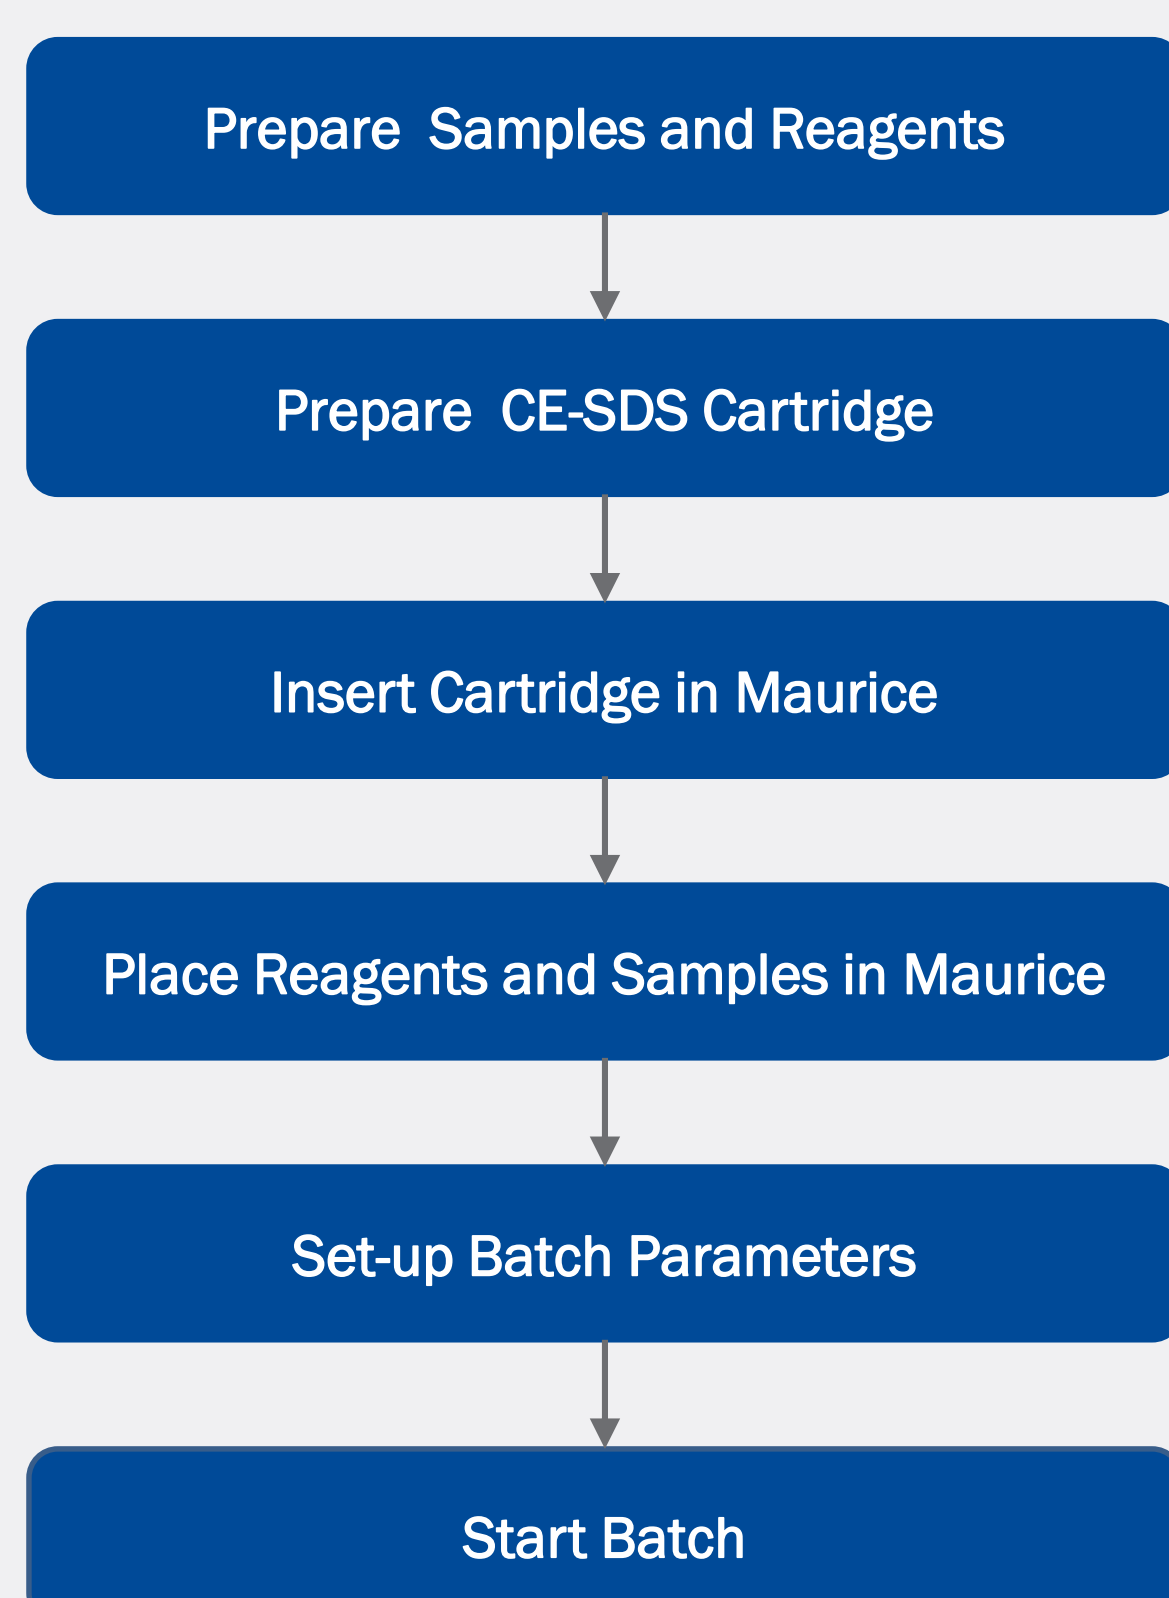 Prepare  Samples and Reagents
Prepare  CE-SDS Cartridge
Insert Cartridge in Maurice
Place Reagents and Samples in Maurice
Set-up Batch Parameters
Start Batch